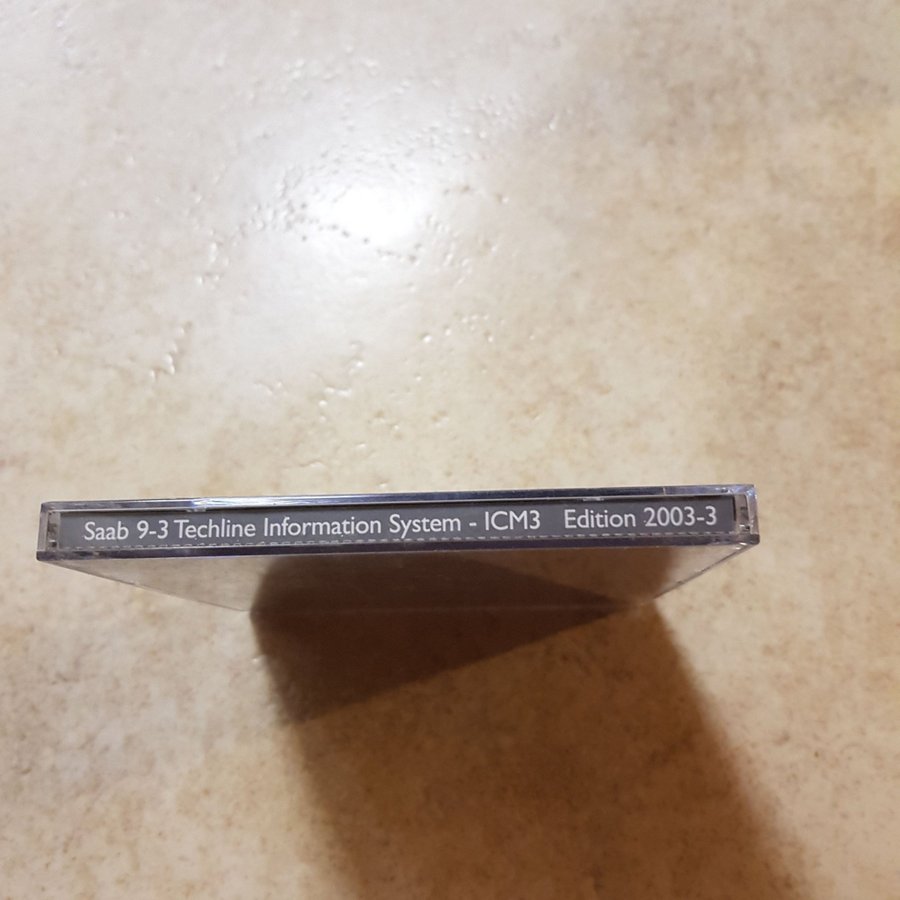 Saab 9-3 Techline Information System - ICM3 Edition 2003-3